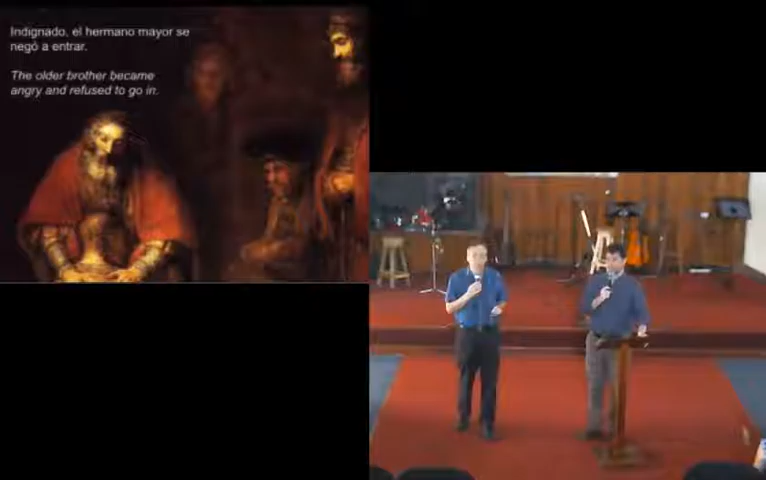 Indignado, el hermano mayor se
negó a entrar.
The older brother became
angry and refused to go in.